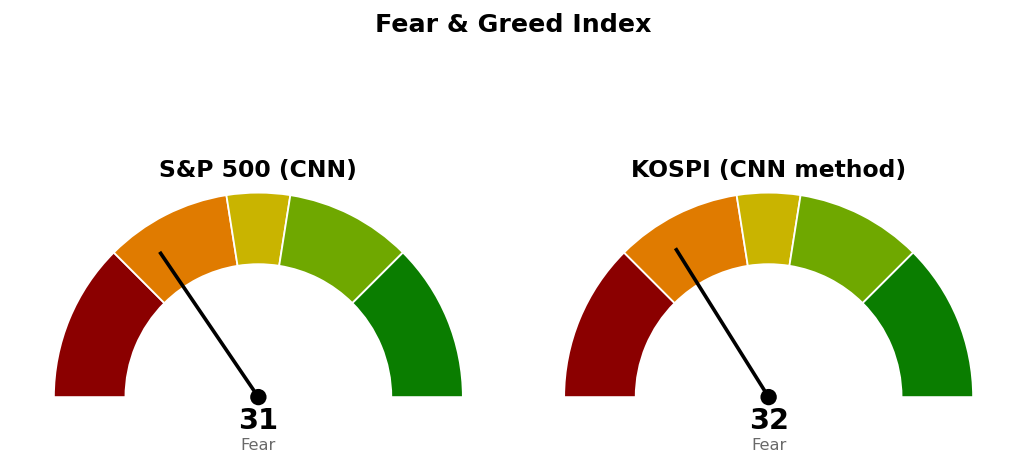 Fear & Greed Index
S&P 500 (CNN)
KOSPI (CNN method)
31
32
Fear
Fear